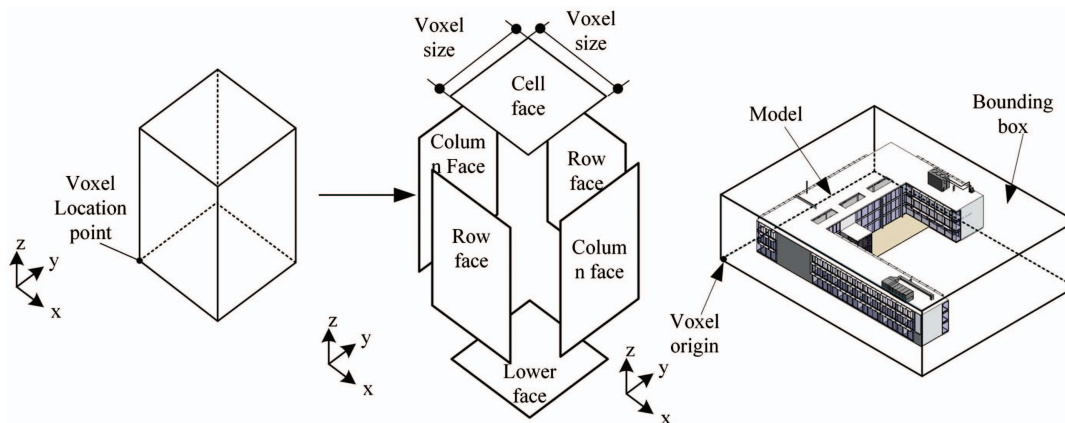 Voxel
Location
point
z
y
x
Voxel
size
Voxel
size
Cell
face
Colum
n Face
Row
face
Row
face
Colum
n face
Lower
face
z
y
x
z
y
x
Model
Bounding
box
Voxel
origin